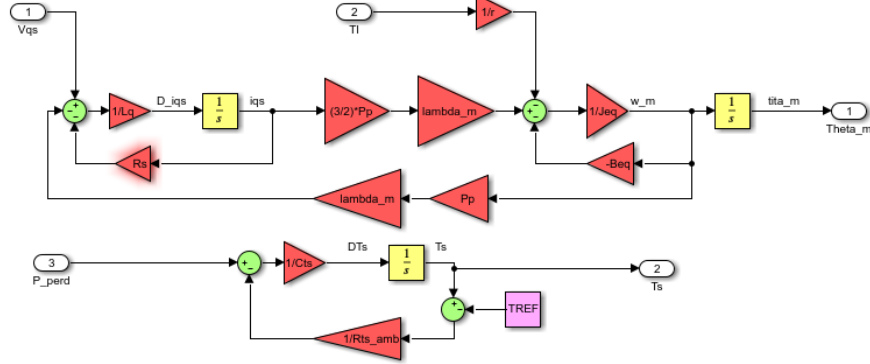 1
Vqs
2
Tl
1/r
1/Lq
D_iqs
1
s
iqs
(3/2)*Pp
lambda_m
1/Jeq
w_m
1
s
tita_m
1
Theta_m
Rs
-Beq
lambda_m
Pp
3
P_perd
1/Cts
DTs
1
s
Ts
2
Ts
TREF
1/Rts_amb